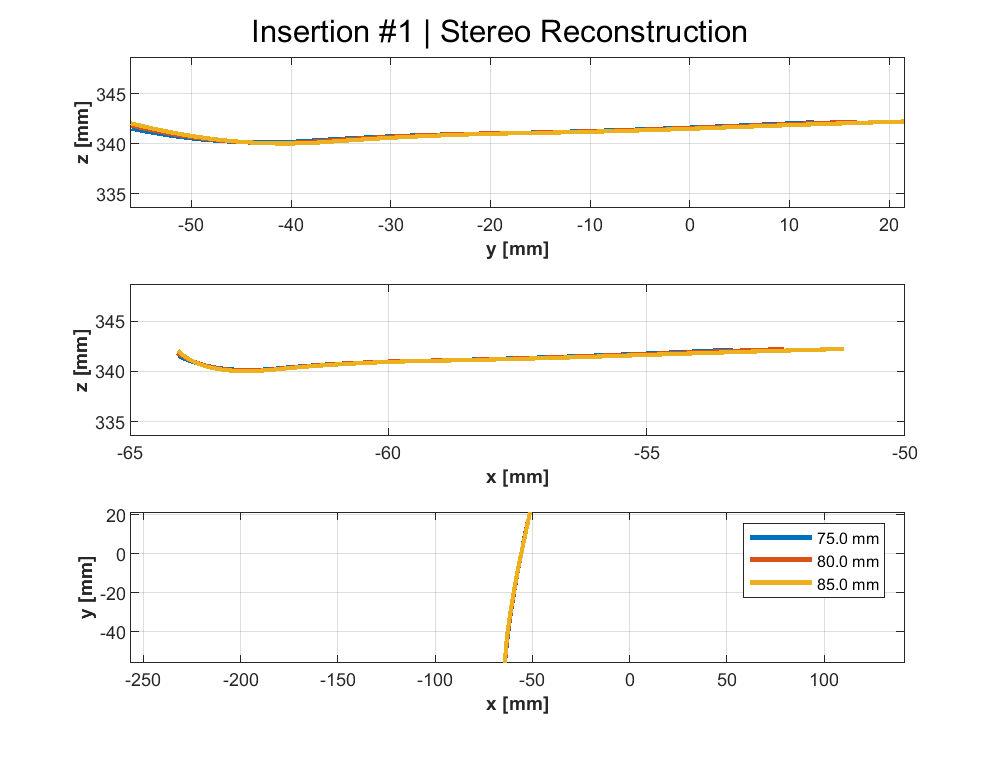 Insertion #1 | Stereo Reconstruction
345
340
335
z [mm]
-50 -40 -30 -20 -10 0 10 20
y [mm]
345
340
335
z [mm]
-65 -60 -55 -50
x [mm]
20
0
-20
-40
y [mm]
75.0 mm
80.0 mm
85.0 mm
-250 -200 -150 -100 -50 0 50 100
x [mm]